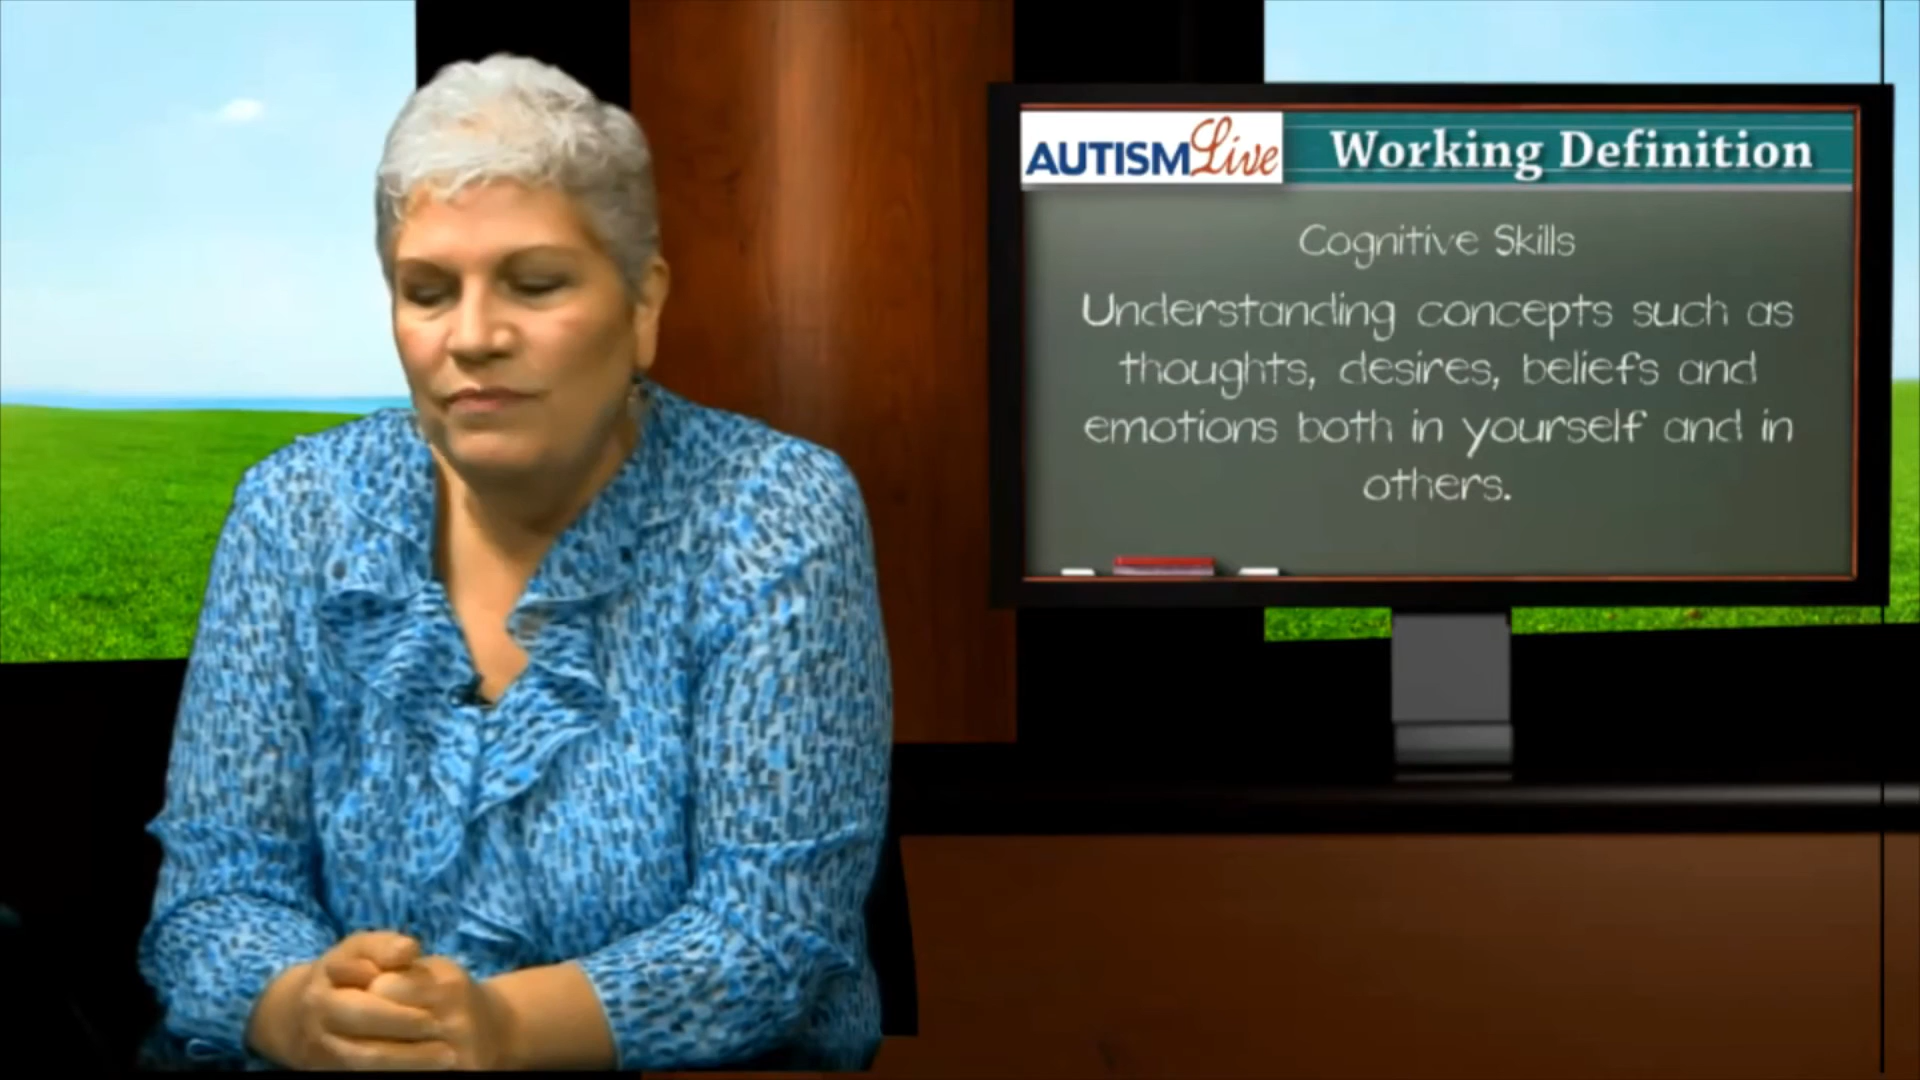 AUTISM Live
Working Definition
Cognitive Skills
Understanding concepts such as
thoughts, desires, beliefs and
emotions both in yourself and in
others.